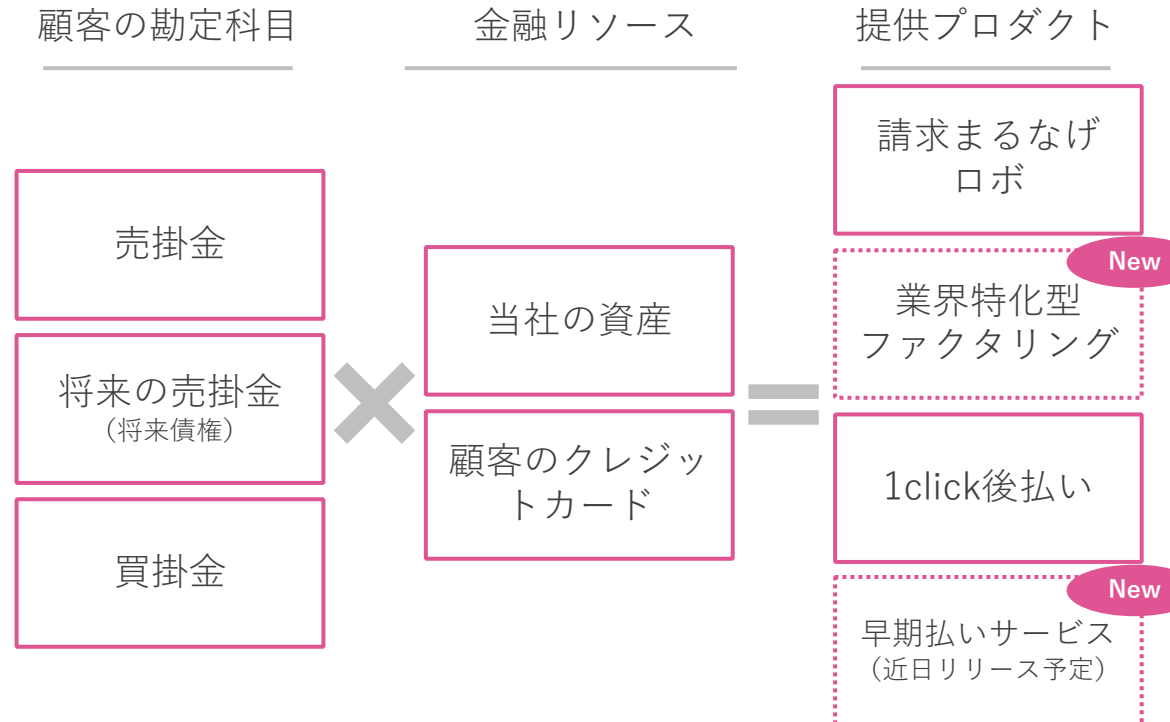 顧客の勘定科目
金融リソース
提供プロダクト
売掛金
将来の売掛金
（将来債権）
買掛金
当社の資産
顧客のクレジッ
トカード
請求まるなげ
ロボ
New
業界特化型
ファクタリング
1click後払い
New
早期払いサービス
（近日リリース予定）